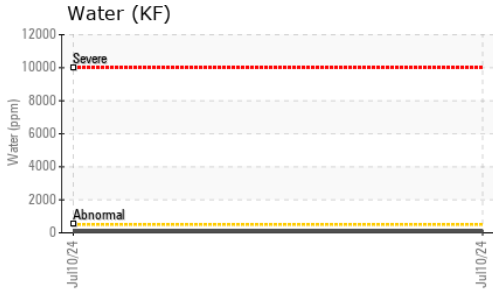 Water (KF)
12000
Severe
10000
8000
Water (ppm)
6000
4000
2000
Abnormal
0
Jul10/24
Jul10/24